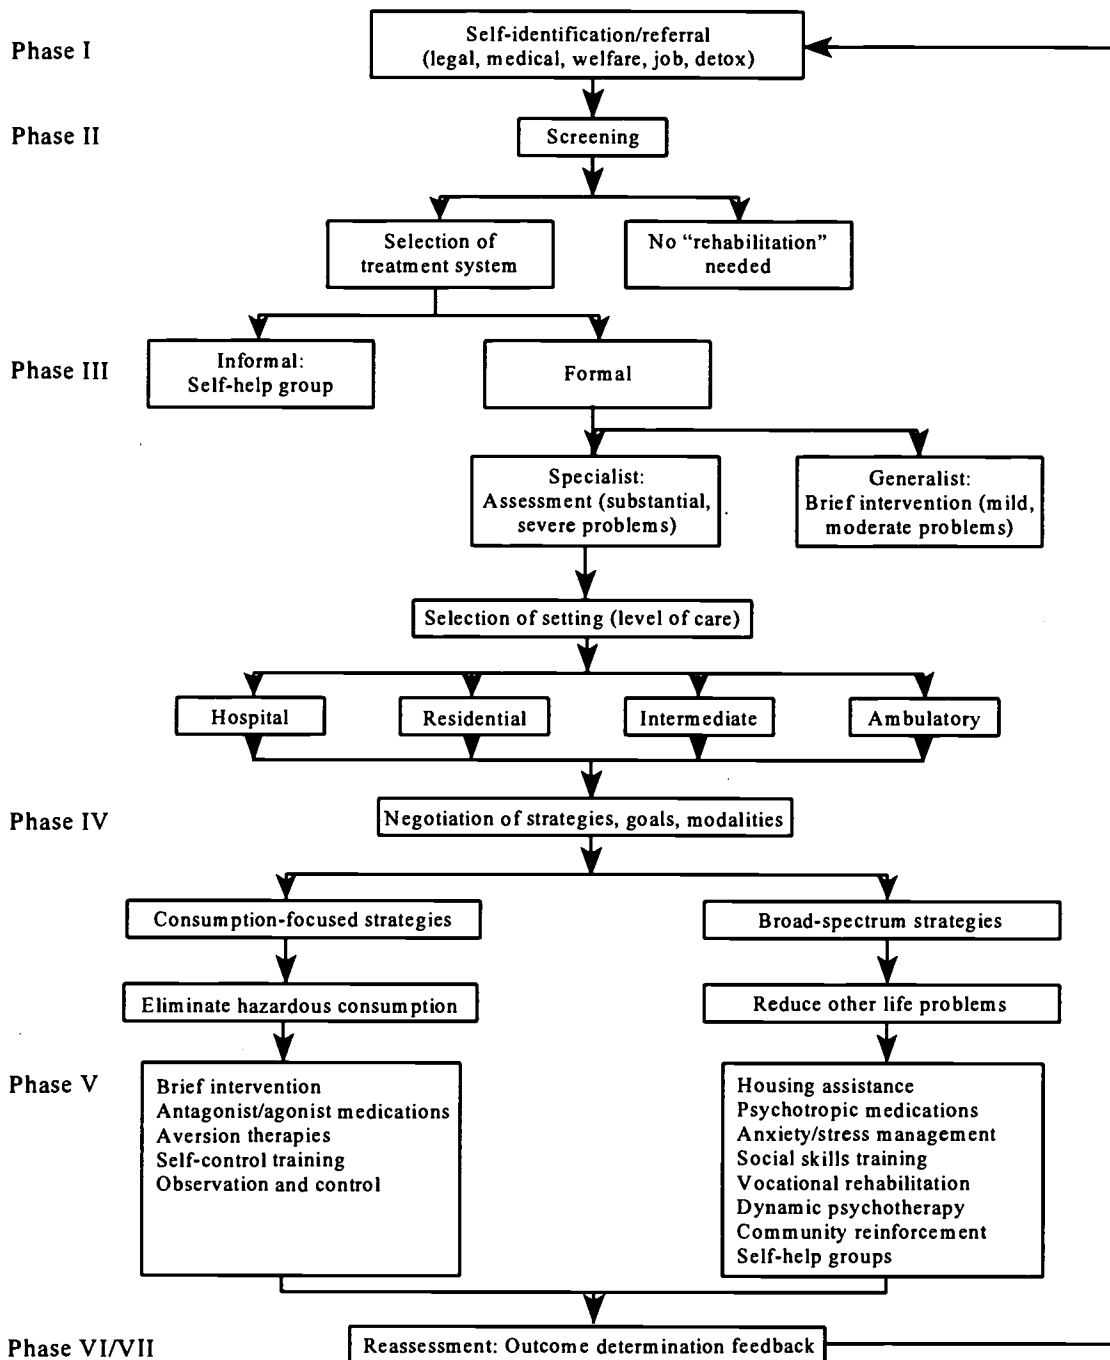 Phase I
Self-identification/referral
(legal, medical, welfare, job, detox)
Phase II
Screening
Selection of
treatment system
No “rehabilitation”
needed
Phase III
Informal:
Self-help group
Formal
Specialist:
Assessment (substantial,
severe problems)
Generalist:
Brief intervention (mild,
moderate problems)
Selection of setting (level of care)
Hospital
Residential
Intermediate
Ambulatory
Phase IV
Negotiation of strategies, goals, modalities
Consumption-focused strategies
Broad-spectrum strategies
Eliminate hazardous consumption
Reduce other life problems
Phase V
Brief intervention
Antagonist/agonist medications
Aversion therapies
Self-control training
Observation and control
Housing assistance
Psychotropic medications
Anxiety/stress management
Social skills training
Vocational rehabilitation
Dynamic psychotherapy
Community reinforcement
Self-help groups
Phase VI/VII
Reassessment: Outcome determination feedback